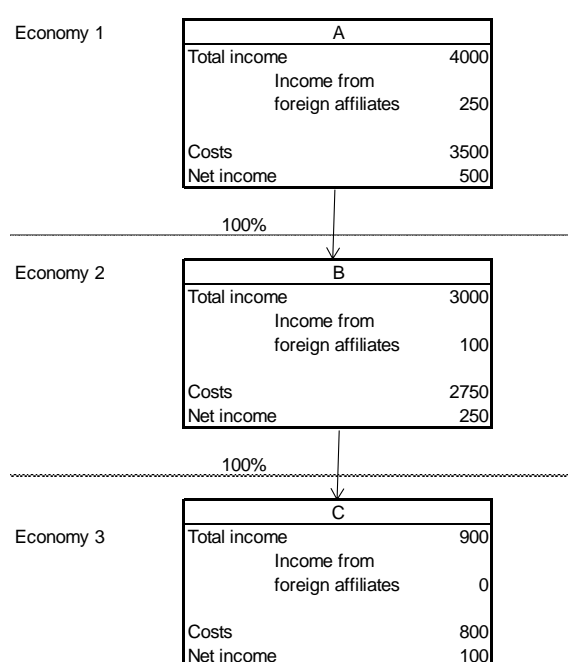 Economy 1
A
Total income 4000
Income from
foreign affiliates 250
Costs 3500
Net income 500
100%
Economy 2
B
Total income 3000
Income from
foreign affiliates 100
Costs 2750
Net income 250
100%
C
Economy 3
Total income 900
Income from
foreign affiliates 0
Costs 800
Net income 100